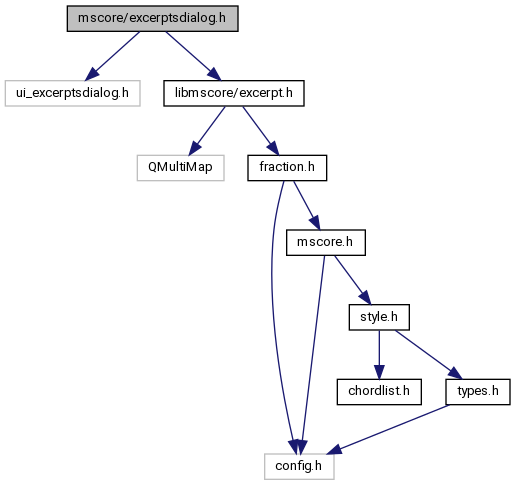 mscore/excerptsdialog.h
ui_excerptsdialog.h
libmscore/excerpt.h
QMultiMap
fraction.h
mscore.h
style.h
chordlist.h
types.h
config.h